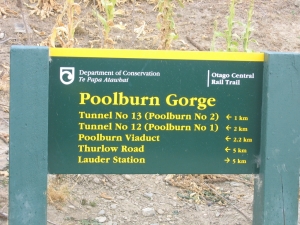 Department of Conservation
Te Papa Atawhai
Otago Central
Rail Trail
Poolburn Gorge
Tunnel No 13 (Poolburn No 2) ← 1 km
Tunnel No 12 (Poolburn No 1) ← 2 km
Poolburn Viaduct ← 2.2 km
Thurlow Road ← 5 km
Lauder Station → 5 km